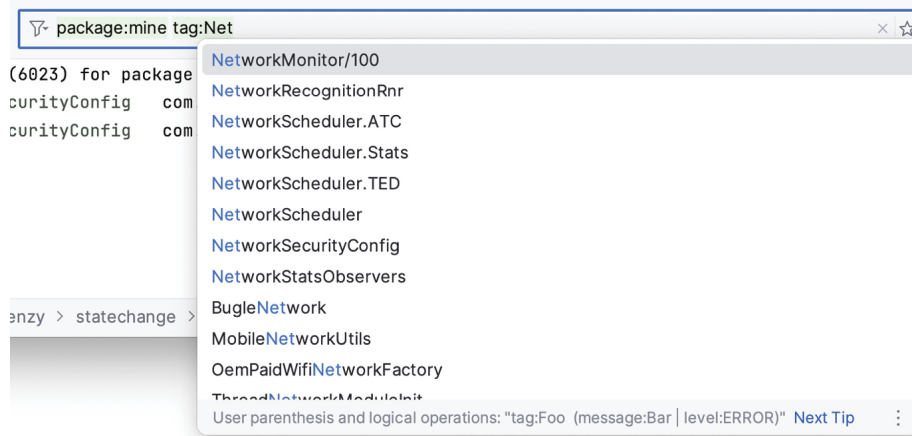 package:mine tag:Net
(6023) for package
curityConfig com
curityConfig com
NetworkMonitor/100
NetworkRecognitionRnr
NetworkScheduler.ATC
NetworkScheduler.Stats
NetworkScheduler.TED
NetworkScheduler
NetworkSecurityConfig
NetworkStatsObservers
BugleNetwork
MobileNetworkUtils
OemPaidWifiNetworkFactory
ThreadNetworkModuleInit
enzy > statechange >
User parenthesis and logical operations: "tag:Foo (message:Bar | level:ERROR)" Next Tip